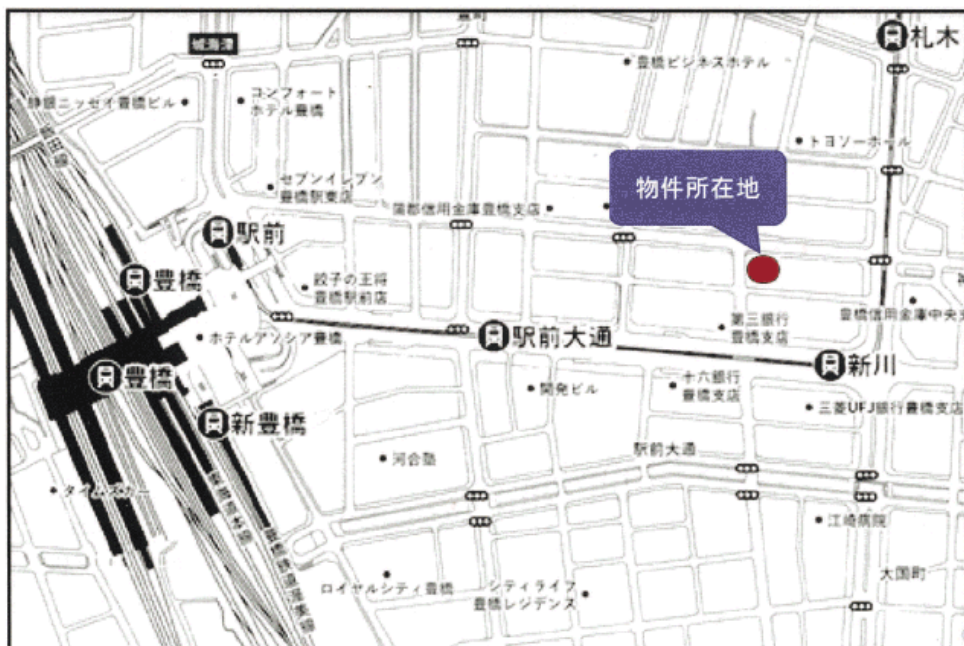 札木
城海津
豊橋ビジネスホテル
静銀ニッセイ豊橋ビル
コンフォート
ホテル豊橋
トヨソーホール
物件所在地
セブンイレブン
豊橋駅東店
蒲郡信用金庫豊橋支店
駅前
豊橋
餃子の王将
豊橋駅前店
豊橋信用金庫中央支
第三銀行
豊橋支店
ホテルアソシア豊橋
駅前大通
新川
豊橋
十六銀行
豊橋支店
開発ビル
三菱UFJ銀行豊橋支店
新豊橋
駅前大通
河合塾
タイムズカー
江崎病院
大国町
ロイヤルシティ豊橋
シティライフ
豊橋レジデンス